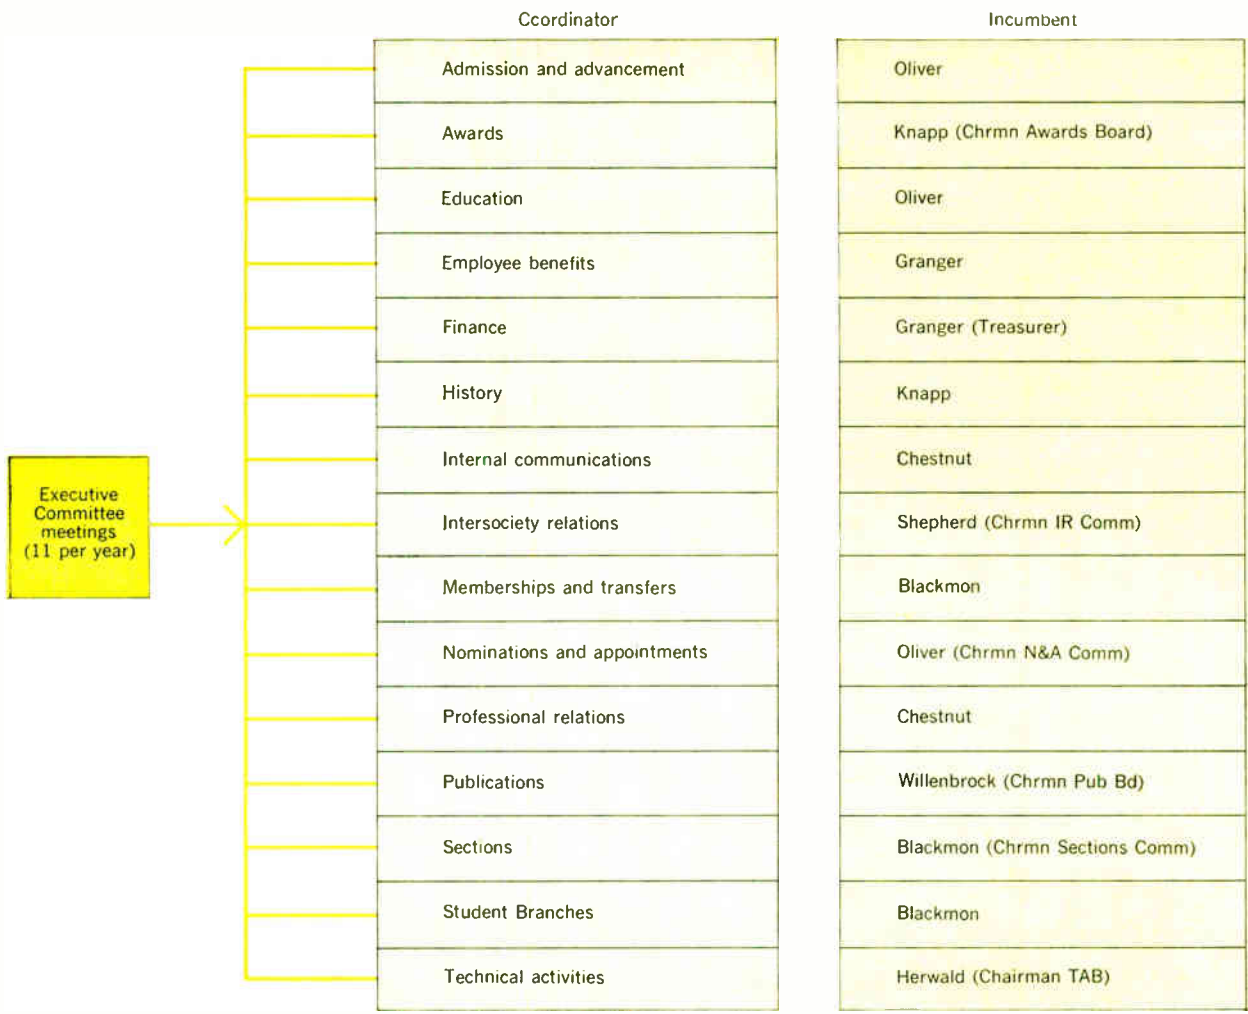 Ccordinator Incumbent
Admission and advancement Oliver
Awards Knapp (Chrmn Awards Board)
Education Oliver
Employee benefits Granger
Finance Granger (Treasurer)
History Knapp
Internal communications Chestnut
Executive
Committee
meetings
(11 per year)
Intersociety relations Shepherd (Chrmn IR Comm)
Memberships and transfers Blackmon
Nominations and appointments Oliver (Chrmn N&A Comm)
Professional relations Chestnut
Publications Willenbrock (Chrmn Pub Bd)
Sections Blackmon (Chrmn Sections Comm)
Student Branches Blackmon
Technical activities Herwald (Chairman TAB)